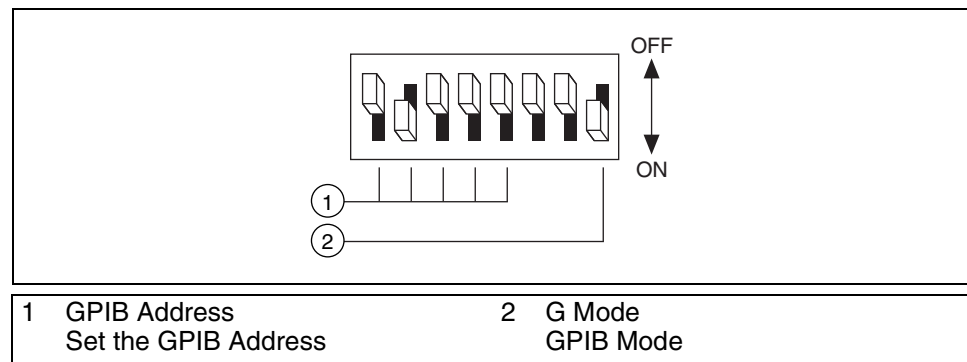 OFF
ON
1
2
1 GPIB Address 2 G Mode
Set the GPIB Address GPIB Mode